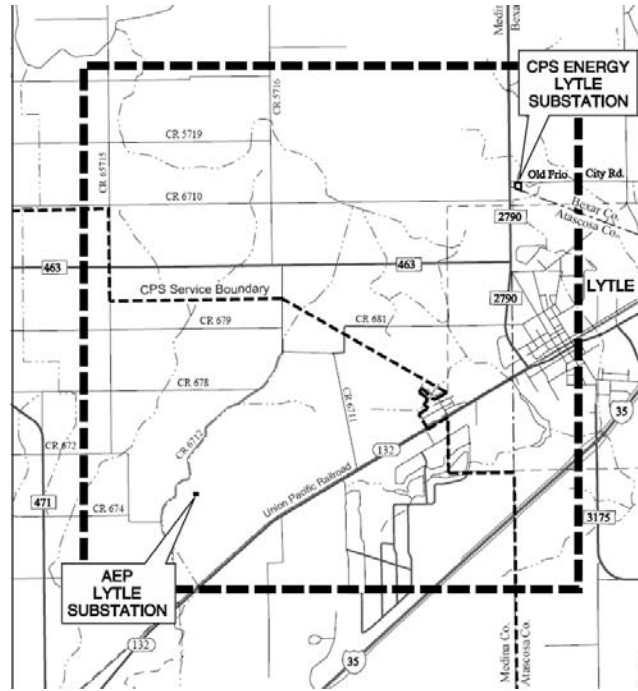 Medina
Bexar
CPS ENERGY
LYTLE
SUBSTATION
CR 5716
CR 5719
CR 65715
Old Frio
City Rd.
CR 6710
2790
Bexar Co.
Atascosa Co.
463
463
CPS Service Boundary
2790
LYTLE
CR 679
CR 681
CR 678
35
CR 6711
CR 6712
132
CR 672
Union Pacific Railroad
471
CR 674
3175
AEP
LYTLE
SUBSTATION
132
35
Medina Co.
Atascosa Co.